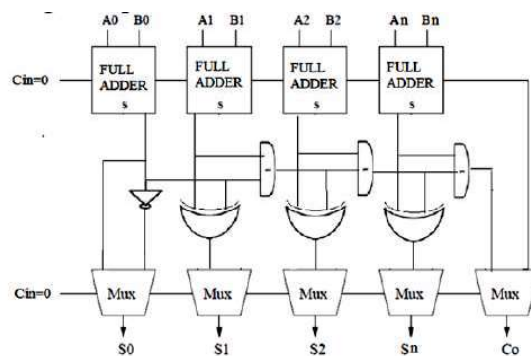 A0 B0 A1 B1 A2 B2 An Bn
Cin=0
FULL ADDER s
FULL ADDER s
FULL ADDER s
FULL ADDER s
Cin=0
Mux Mux Mux Mux Mux
S0 S1 S2 Sn Co